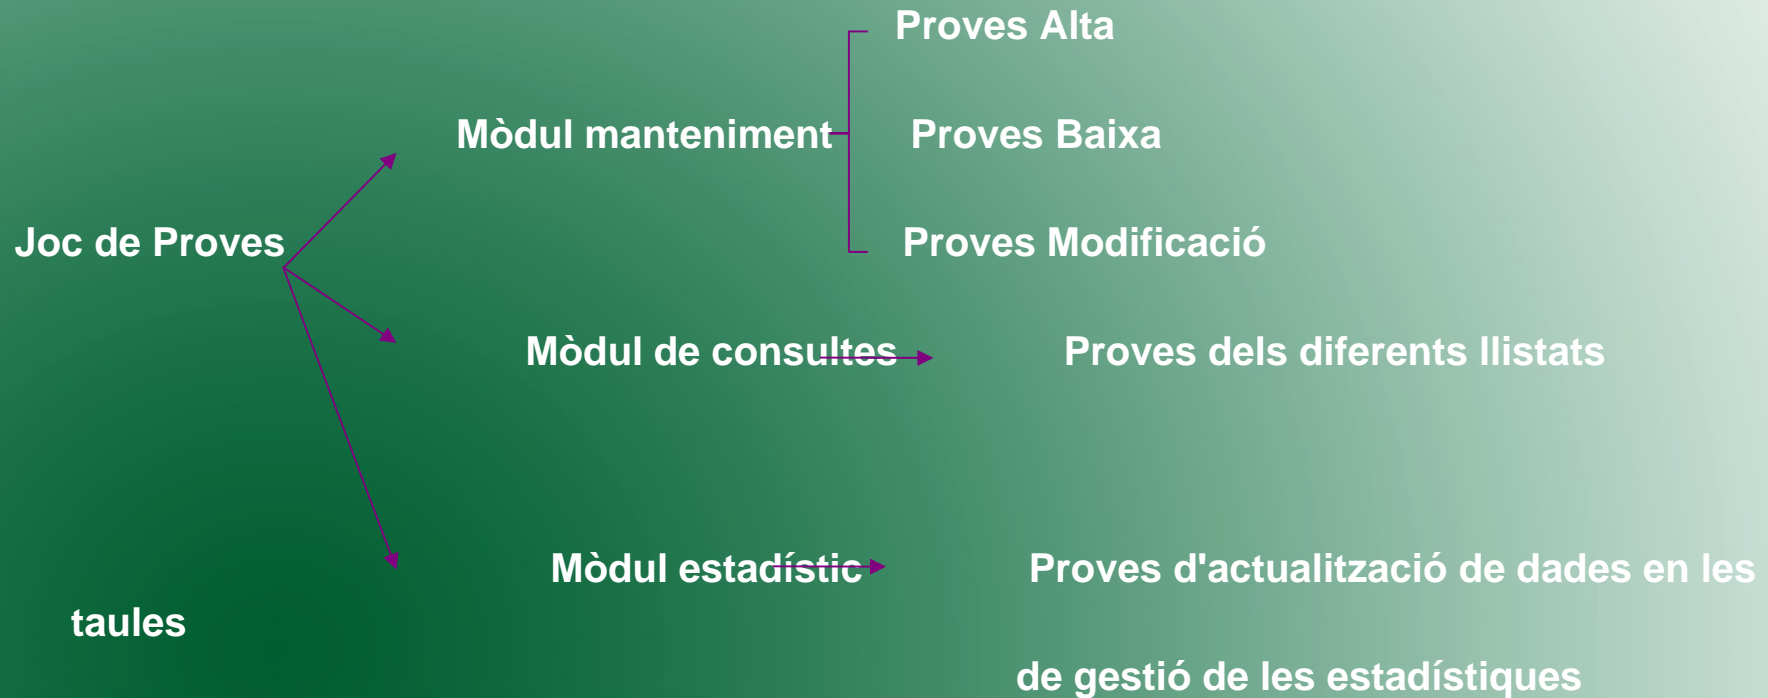 Proves Alta
Mòdul manteniment Proves Baixa
Joc de Proves Proves Modificació
Mòdul de consultes Proves dels diferents llistats
Mòdul estadístic Proves d'actualització de dades en les
taules
de gestió de les estadístiques